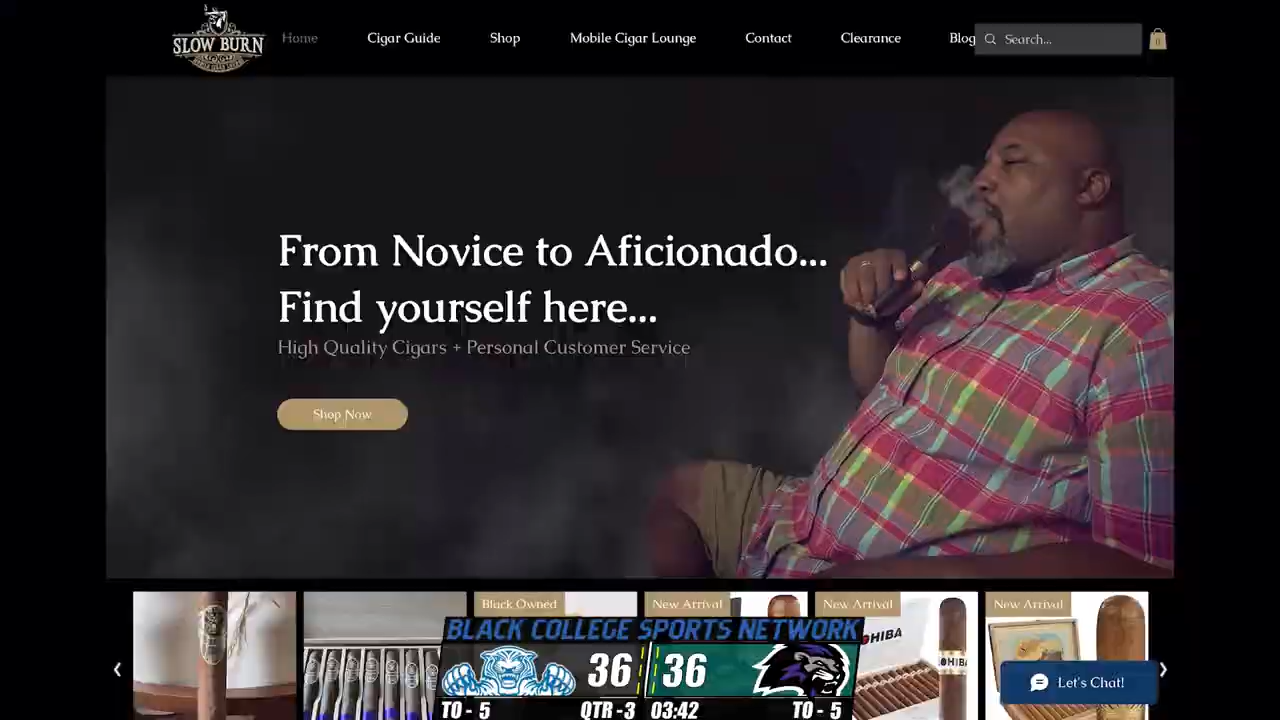 SLOW BURN
Home
Cigar Guide
Shop
Mobile Cigar Lounge
Contact
Clearance
Blog
Search...
0
From Novice to Aficionado...
Find yourself here...
High Quality Cigars + Personal Customer Service
Shop Now
Black Owned
New Arrival
New Arrival
New Arrival
OHIBA
COHIBA
BLACK COLLEGE SPORTS NETWORK
36
36
TO - 5
QTR -3
03:42
TO - 5
Let's Chat!